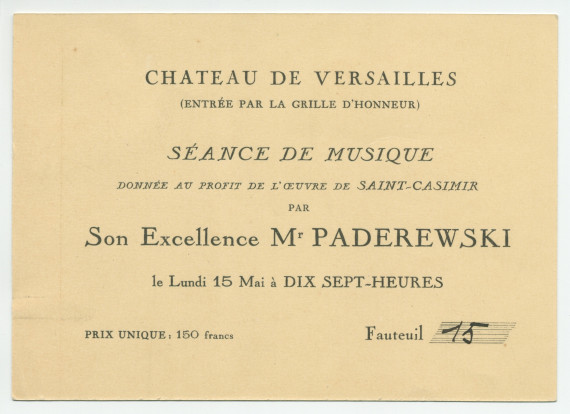 CHATEAU DE VERSAILLES
(ENTRÉE PAR LA GRILLE D'HONNEUR)
SÉANCE DE MUSIQUE
DONNÉE AU PROFIT DE L'ŒUVRE DE SAINT-CASIMIR
PAR
Son Excellence Mr PADEREWSKI
le Lundi 15 Mai à DIX SEPT-HEURES
PRIX UNIQUE: 150 francs
Fauteuil 15